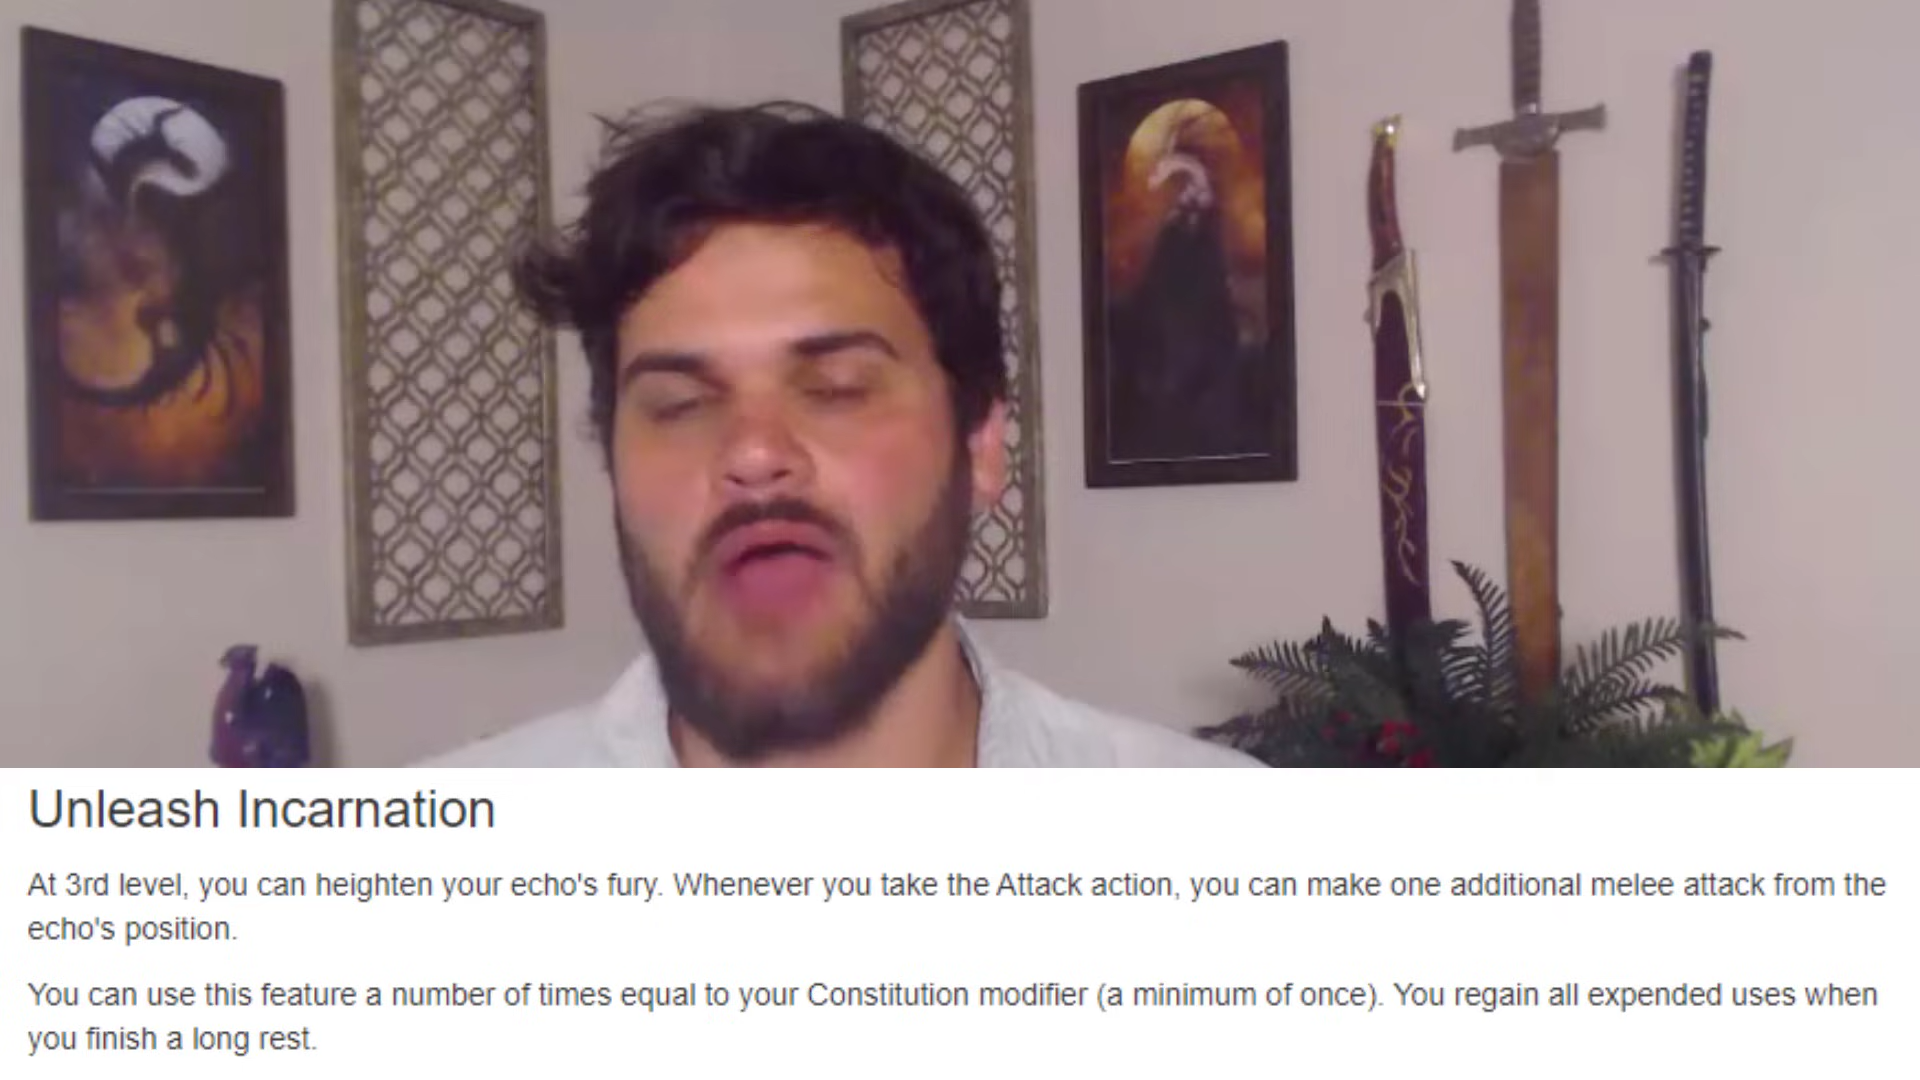 Unleash Incarnation
At 3rd level, you can heighten your echo's fury. Whenever you take the Attack action, you can make one additional melee attack from the
echo's position.
You can use this feature a number of times equal to your Constitution modifier (a minimum of once). You regain all expended uses when
you finish a long rest.